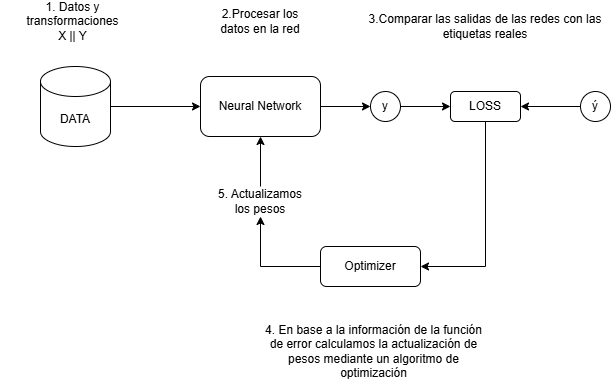 1. Datos y
transformaciones
X || Y
2.Procesar los
datos en la red
3.Comparar las salidas de las redes con las
etiquetas reales
DATA
Neural Network
y
LOSS
ý
5. Actualizamos
los pesos
Optimizer
4. En base a la información de la función
de error calculamos la actualización de
pesos mediante un algoritmo de
optimización